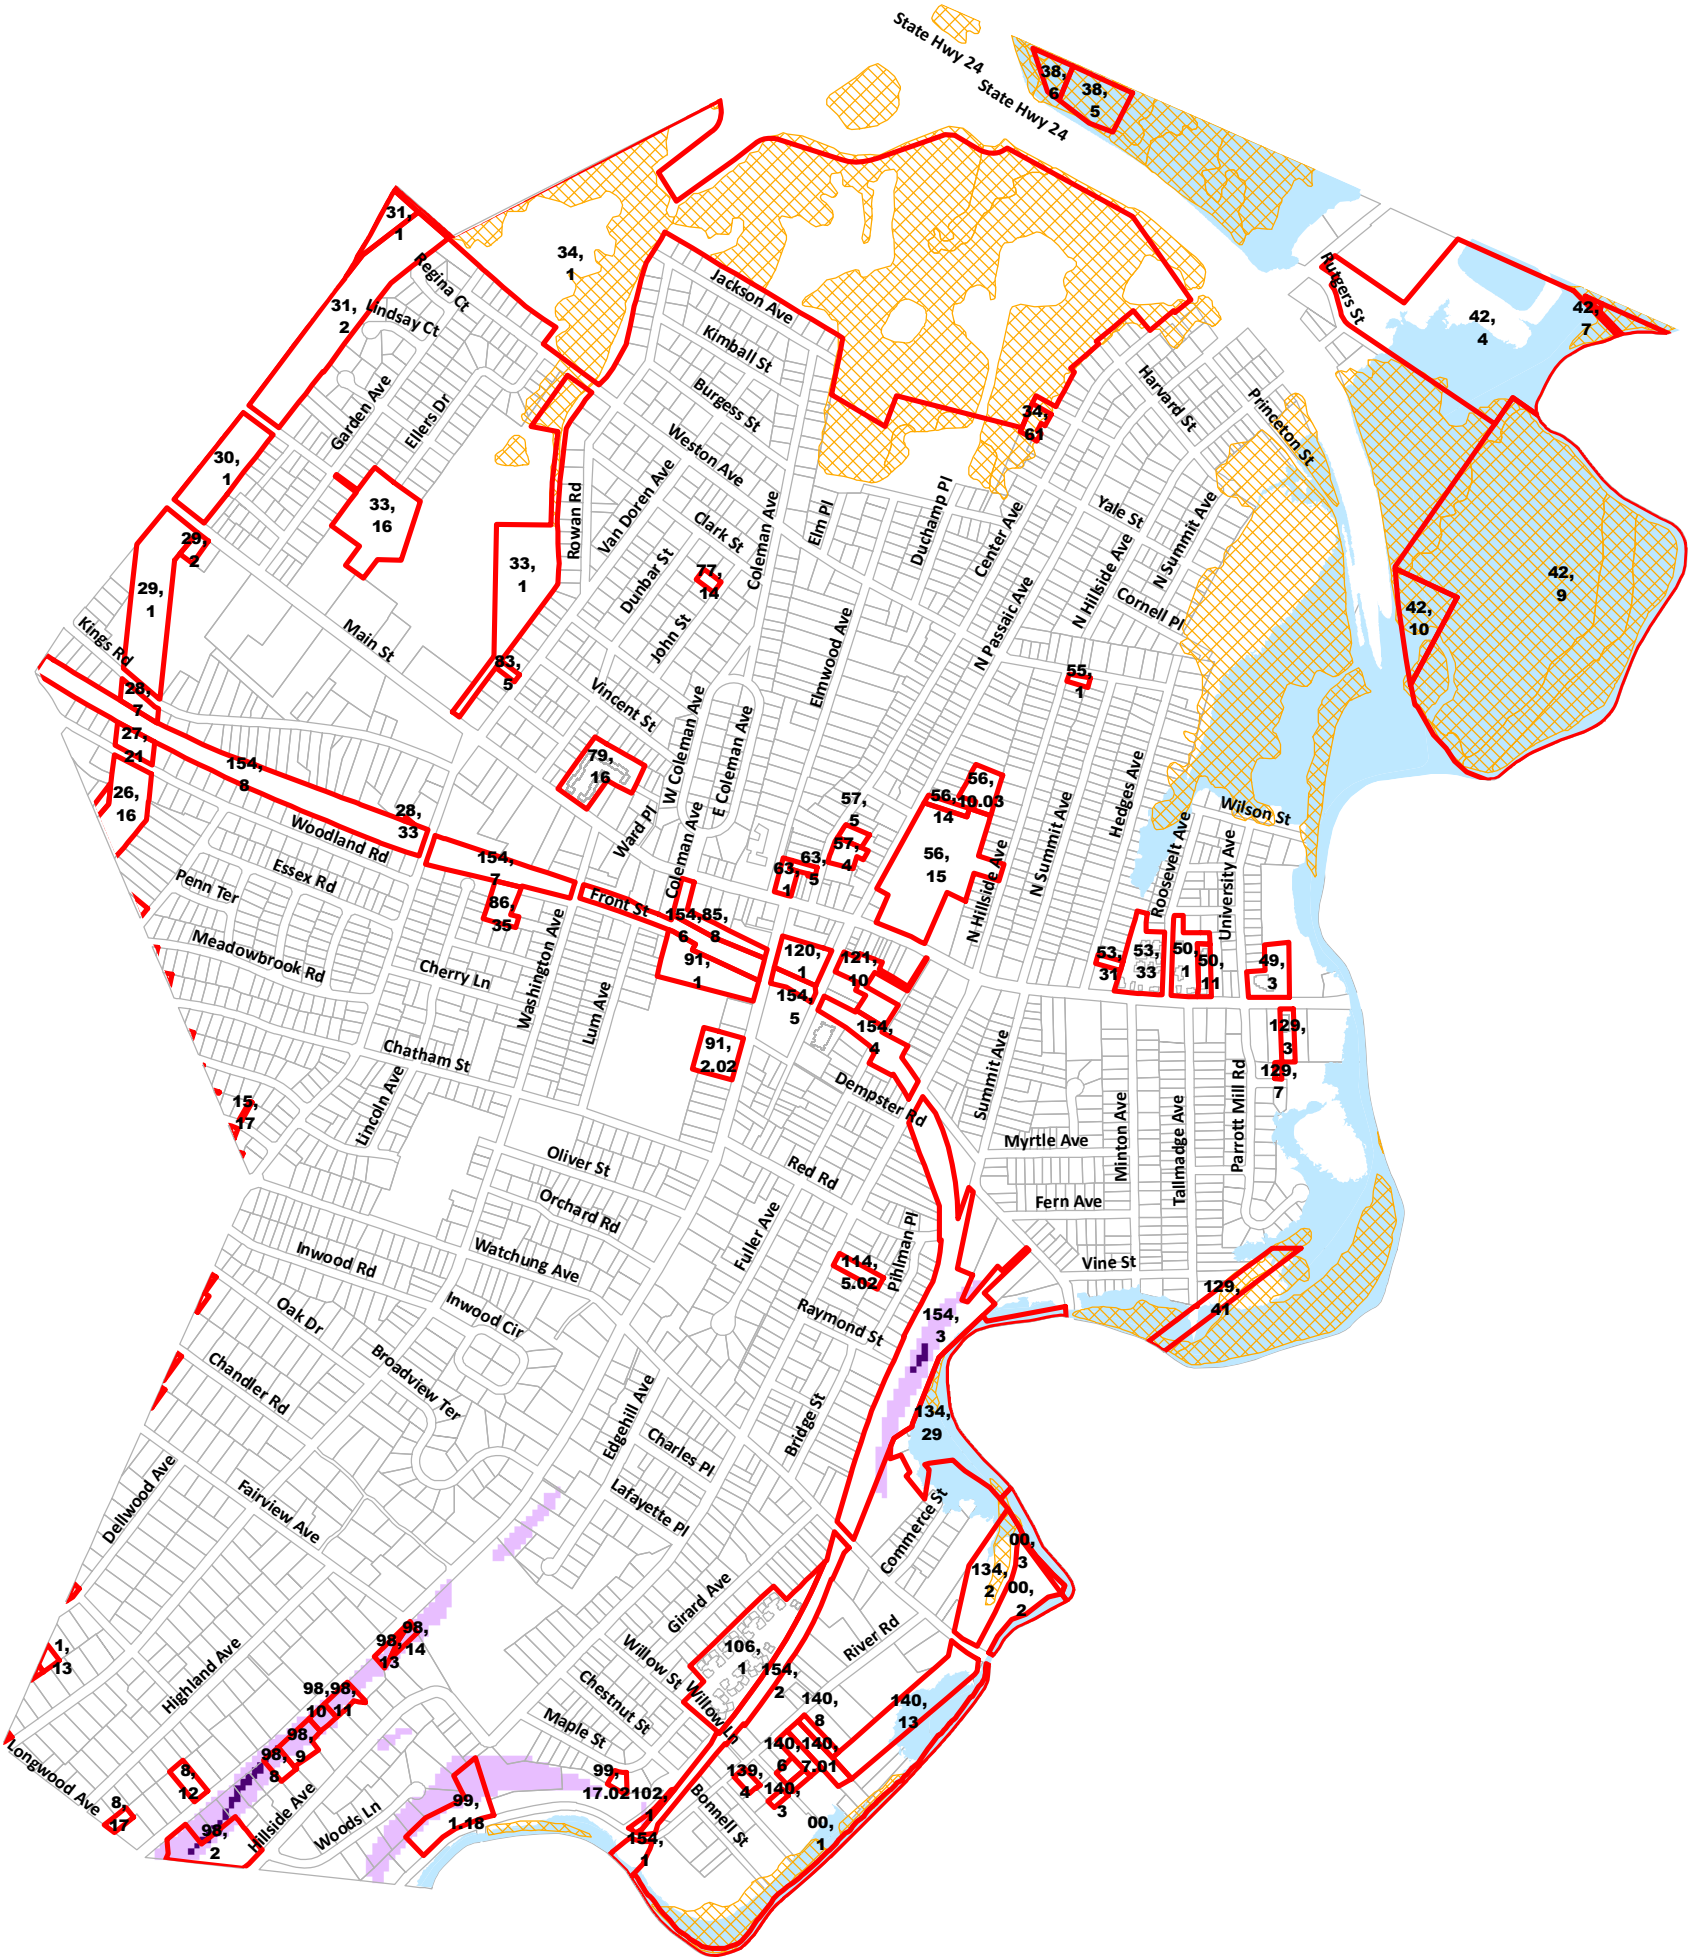 State Hwy 24
State Hwy 24
38,
6
38,
5
31,
1
34,
1
Regina Ct
Jackson Ave
Rutgers St
31,
2
Lindsay Ct
Kimball St
42,
4
42,
7
Garden Ave
Ellers Dr
Burgess St
Harvard St
Princeton St
34,
61
30,
1
Weston Ave
33,
16
Rowan Rd
Van Doren Ave
Clark St
Coleman Ave
Elm Pl
Duchamp Pl
Center Ave
Yale St
N Summit Ave
29,
2
29,
1
33,
1
Dunbar St
77,
14
N Hillside Ave
Cornell Pl
42,
9
42,
10
Kings Rd
Main St
John St
Elmwood Ave
N Passaic Ave
83,
5
55,
1
28,
7
27,
21
Vincent St
W Coleman Ave
E Coleman Ave
154,
8
79,
16
26,
16
28,
33
Ward Pl
Coleman Ave
57,
5
57,
4
56,
14
56,
10.03
56,
15
N Hillside Ave
N Summit Ave
Hedges Ave
Roosevelt Ave
Wilson St
University Ave
Woodland Rd
Essex Rd
Penn Ter
154,
7
63,
1
63,
5
86,
35
Front St
154,
6
85,
8
91,
1
120,
1
121,
10
154,
5
53,
31
53,
33
50,
1
50,
11
49,
3
Meadowbrook Rd
Cherry Ln
Washington Ave
Lum Ave
91,
2.02
154,
4
129,
3
129,
7
Chatham St
Lincoln Ave
15,
17
Dempster Rd
Summit Ave
Myrtle Ave
Minton Ave
Tallmadge Ave
Parrott Mill Rd
Oliver St
Orchard Rd
Red Rd
Fern Ave
Inwood Rd
Watchung Ave
Fuller Ave
114,
5.02
Pihlman Pl
Vine St
129,
41
Oak Dr
Inwood Cir
Raymond St
154,
3
Chandler Rd
Broadview Ter
Edgehill Ave
Bridge St
134,
29
Charles Pl
Dellwood Ave
Fairview Ave
Lafayette Pl
Commerce St
00,
3
134,
2
00,
2
Girard Ave
1,
13
Highland Ave
98,
13
98,
14
Willow St
106,
1
River Rd
154,
2
98,
10
98,
11
Chestnut St
Willow Ln
140,
8
140,
13
98,
9
Maple St
140,
6
140,
7.01
98,
8
Longwood Ave
8,
12
99,
17.02
139,
4
140,
3
102,
1
8,
17
Hillside Ave
Woods Ln
99,
1.18
Bonnell St
00,
1
98,
2
154,
1